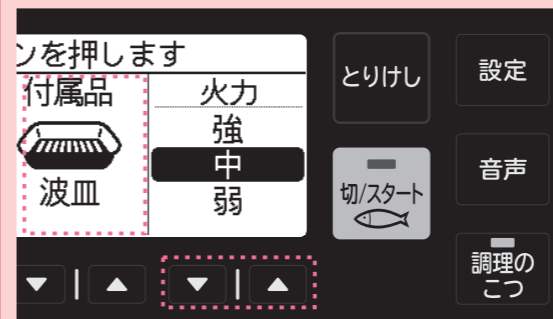 ンを押します
付属品
波皿
火力
強
中
弱
とりけし
切/スタート
設定
音声
調理の
こつ
▼ | ▲
▼ | ▲